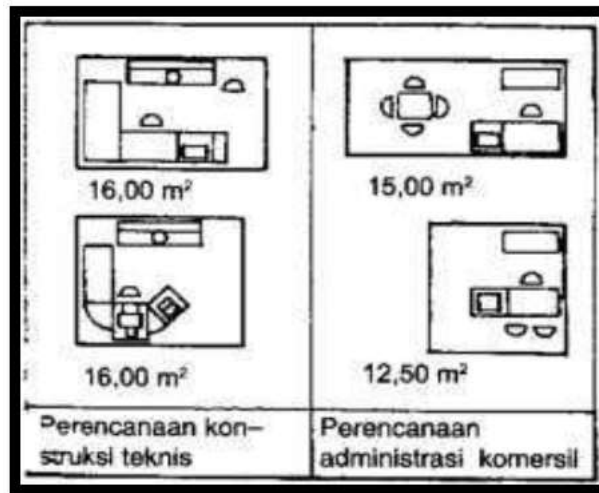 16,00 m²
15,00 m²
16,00 m²
12,50 m²
Perencanaan kon-
struksi teknis
Perencanaan
administrasi komersil